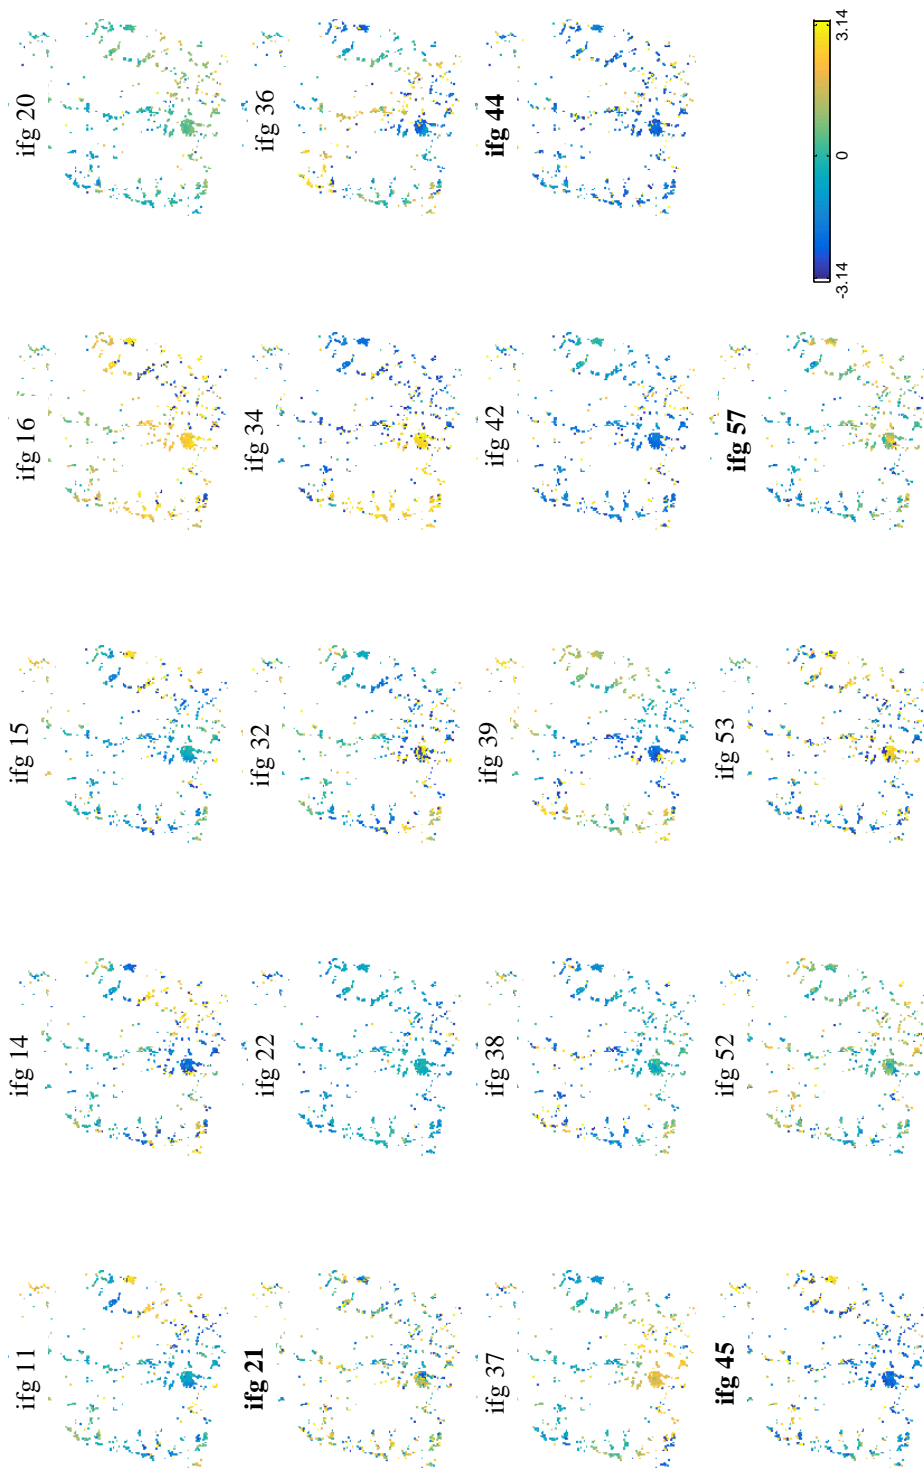 ifg 11
ifg 14
ifg 15
ifg 16
ifg 20
ifg 21
ifg 22
ifg 32
ifg 34
ifg 36
ifg 37
ifg 38
ifg 39
ifg 42
ifg 44
ifg 45
ifg 52
ifg 53
ifg 57
-3.14
0
3.14